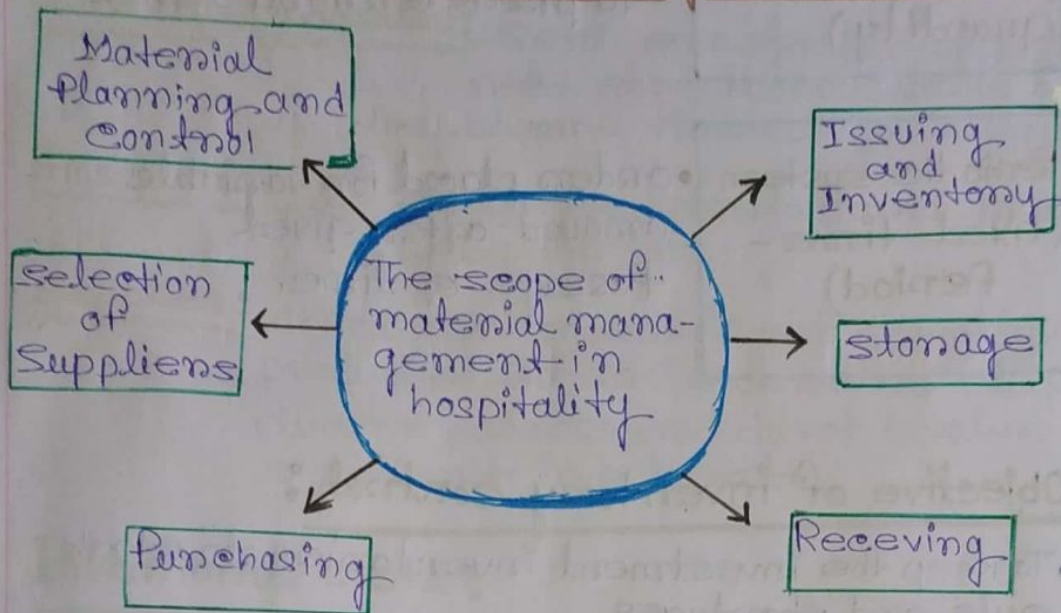 Material
Planning and
Control
Issuing
and
Inventory
The scope of
material mana-
gement in
hospitality
Selection
of
Suppliers
Storage
Purchasing
Receving